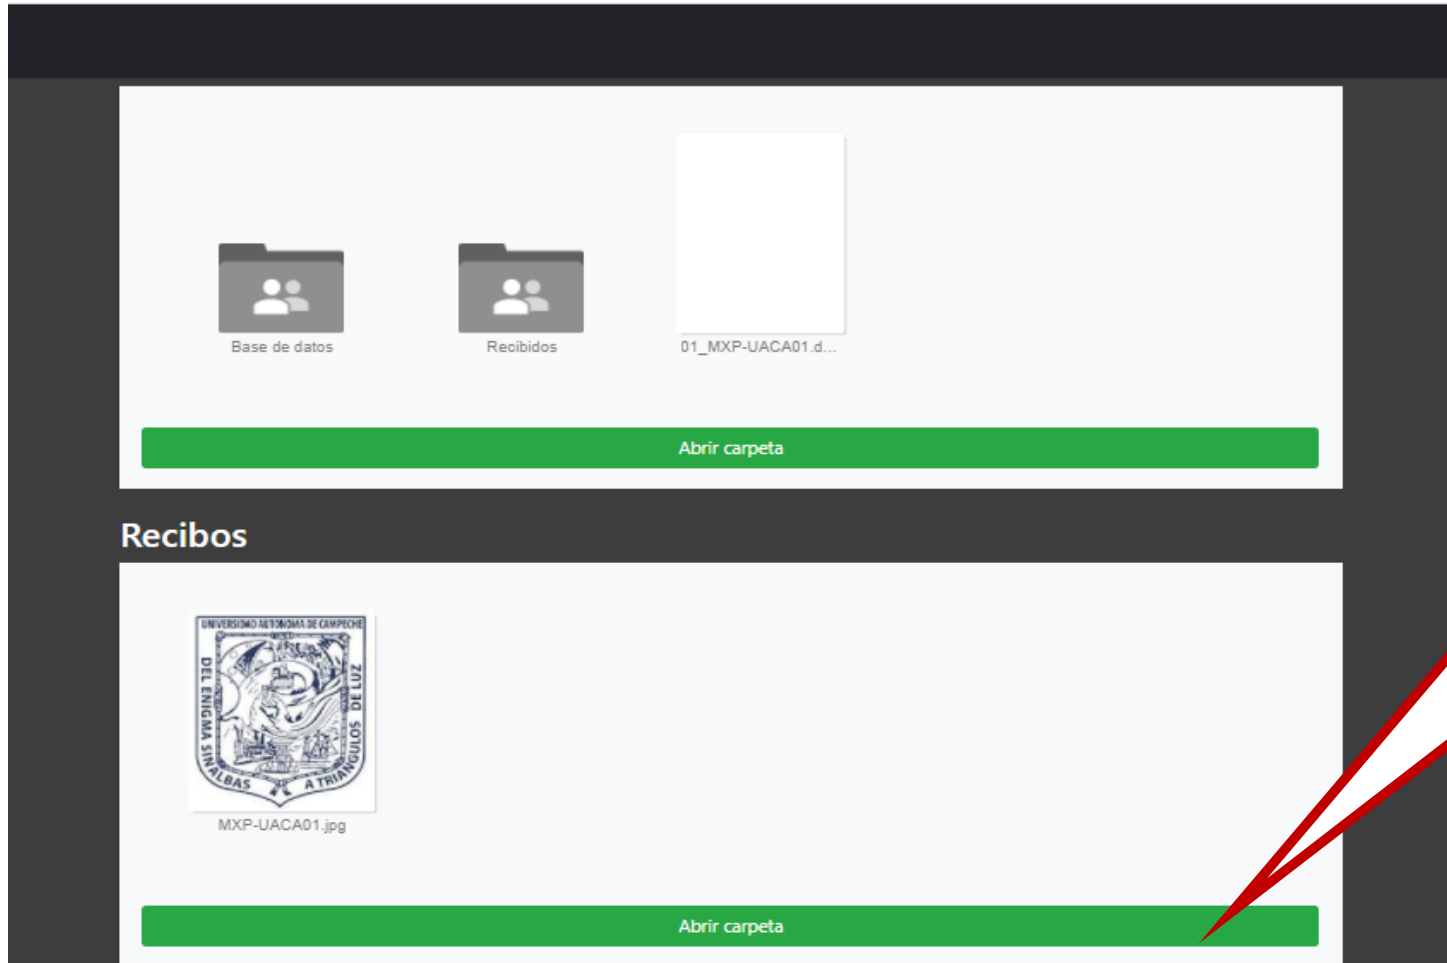 Base de datos
Recibidos
01_MXP-UACA01.d...
Abrir carpeta
Recibos
UNIVERSIDAD AUTONOMA DE CAMPECHE
DEL ENIGMA SIN ALBAS A TRIANGULOS DE LUZ
MXP-UACA01.jpg
Abrir carpeta